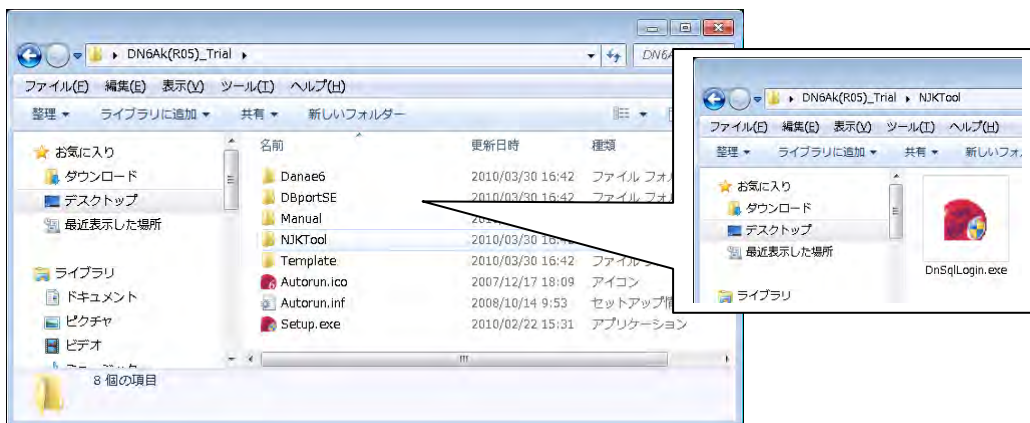 DN6Ak(R05)_Trial
DN6A
ファイル(F) 編集(E) 表示(V) ツール(T) ヘルプ(H)
整理 ライブラリに追加 共有 新しいフォルダー
お気に入り
ダウンロード
デスクトップ
最近表示した場所
ライブラリ
ドキュメント
ピクチャ
ビデオ
名前 更新日時 種類
Danae6 2010/03/30 16:42 ファイル フォ
DBportSE 2010/03/30 16:42 ファイル フォ
Manual
NJKTool 2010/03/30 16:42
Template 2010/03/30 16:42 ファイル
Autorun.ico 2007/12/17 18:09 アイコン
Autorun.inf 2008/10/14 9:53 セットアップ情
Setup.exe 2010/02/22 15:31 アプリケーション
8 個の項目
DN6Ak(R05)_Trial NJKTool
ファイル(F) 編集(E) 表示(V) ツール(T) ヘルプ(H)
整理 ライブラリに追加 共有 新しいフォ
お気に入り
ダウンロード
デスクトップ
最近表示した場所
ライブラリ
DnSqlLogin.exe